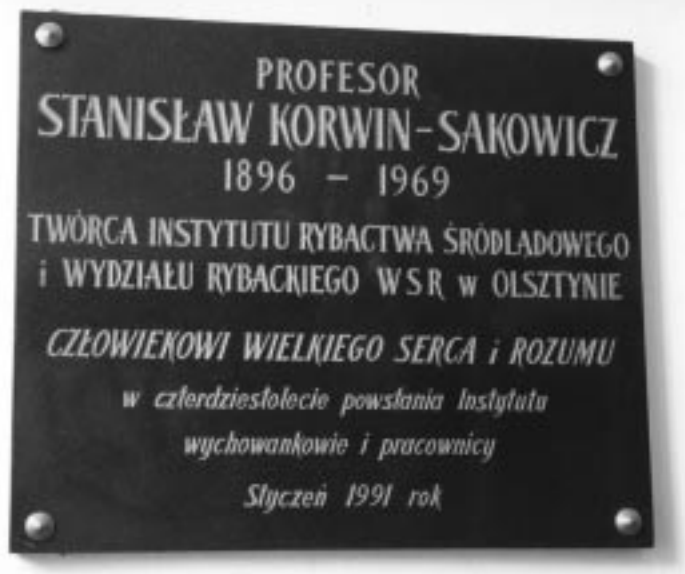 PROFESOR
STANISŁAW KORWIN-SAKOWICZ
1896 - 1969
TWÓRCA INSTYTUTU RYBACTWA ŚRÓDLĄDOWEGO
i WYDZIAŁU RYBACKIEGO WSR w OLSZTYNIE
CZŁOWIEKOWI WIELKIEGO SERCA i ROZUMU
w czterdziestolecie powstania Instytutu
wychowankowie i pracownicy
Styczeń 1991 rok